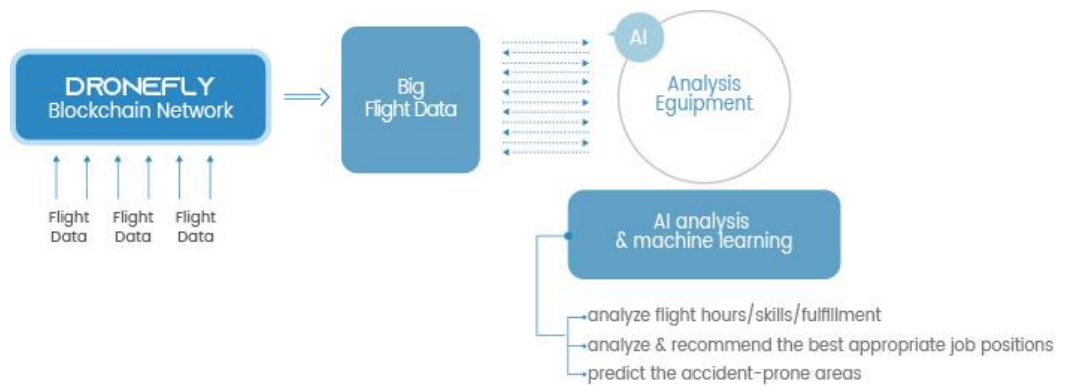 DRONEFLY
Blockchain Network
Big
Flight Data
AI
Analysis
Eguipment
Flight Flight Flight
Data Data Data
AI analysis
& machine learning
analyze flight hours/skills/fulfillment
analyze & recommend the best appropriate job positions
predict the accident-prone areas